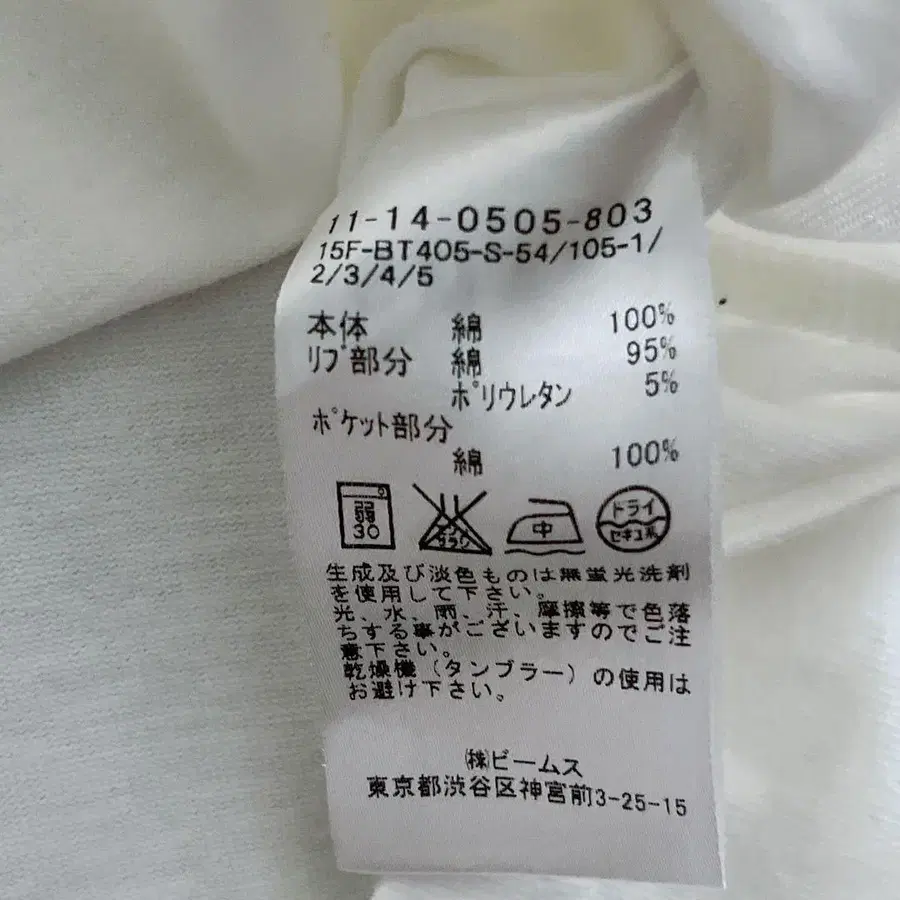 11-14-0505-803
15F-BT405-S-54/105-1/
2/3/4/5
本体 綿 100%
リブ部分 綿 95%
ポリウレタン 5%
ポケット部分
綿 100%
弱 30 エンソサラシ 中 ドライ セキユ系
生成及び淡色ものは無蛍光洗剤
を使用して下さい。
光、水、雨、汗、摩擦等で色落
ちする事がございますのでご注
意下さい。
乾燥機(タンブラー)の使用は
お避け下さい。
㈱ビームス
東京都渋谷区神宮前3-25-15